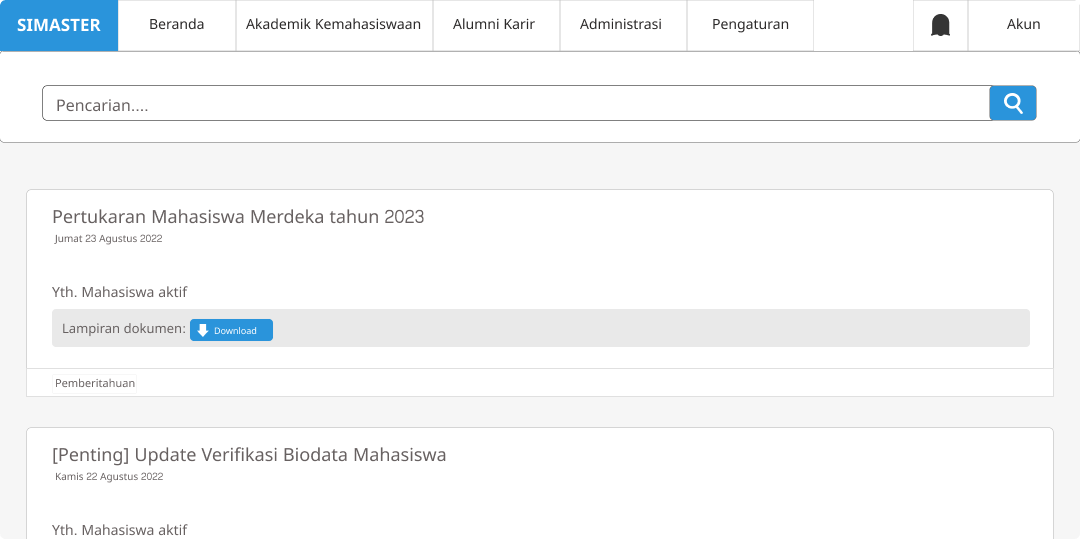 SIMASTER Beranda Akademik Kemahasiswaan Alumni Karir Administrasi Pengaturan Akun
Pencarian....
Pertukaran Mahasiswa Merdeka tahun 2023
Jumat 23 Agustus 2022
Yth. Mahasiswa aktif
Lampiran dokumen: Download
Pemberitahuan
[Penting] Update Verifikasi Biodata Mahasiswa
Kamis 22 Agustus 2022
Yth. Mahasiswa aktif